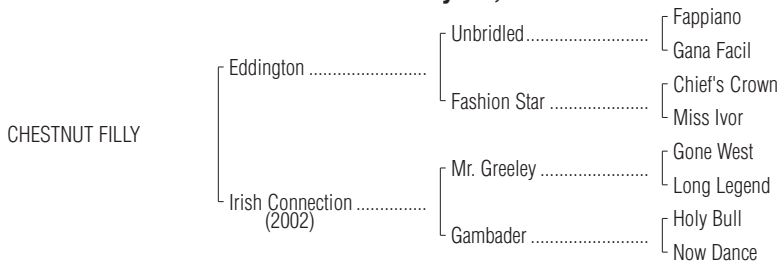 Fappiano
Unbridled
Gana Facil
Eddington
Chief's Crown
Fashion Star
Miss Ivor
CHESTNUT FILLY
Gone West
Mr. Greeley
Long Legend
Irish Connection
(2002)
Holy Bull
Gambader
Now Dance